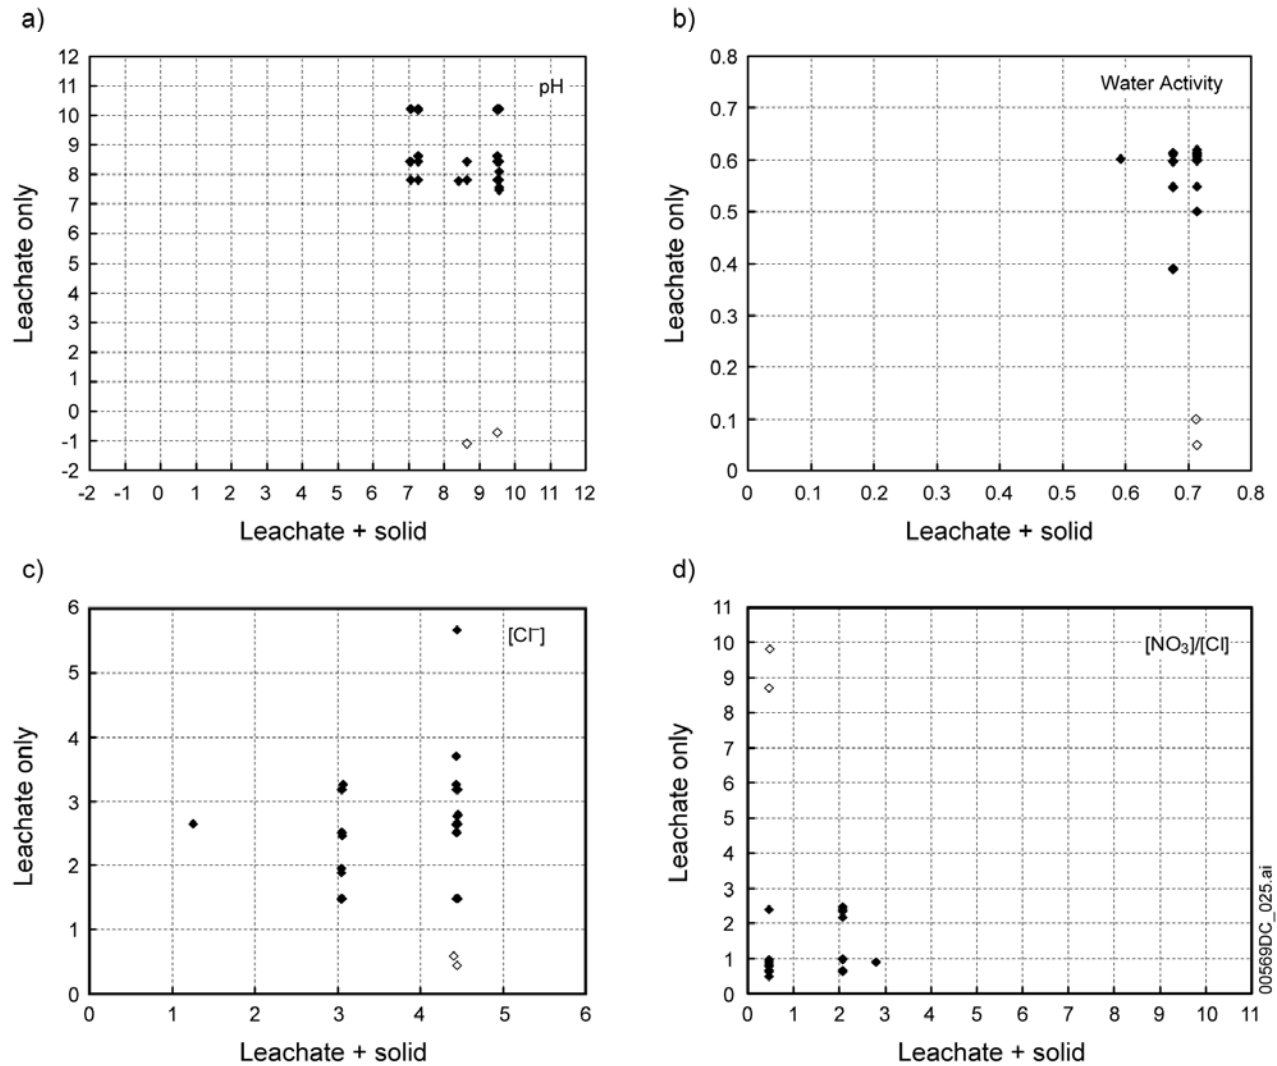 a)
pH
12
11
10
9
8
7
6
5
4
3
2
1
0
-1
-2
-2 -1 0 1 2 3 4 5 6 7 8 9 10 11 12
Leachate only
Leachate + solid
b)
Water Activity
0.8
0.7
0.6
0.5
0.4
0.3
0.2
0.1
0
0 0.1 0.2 0.3 0.4 0.5 0.6 0.7 0.8
Leachate only
Leachate + solid
c)
[Cl⁻]
6
5
4
3
2
1
0
0 1 2 3 4 5 6
Leachate only
Leachate + solid
d)
[NO₃]/[Cl]
11
10
9
8
7
6
5
4
3
2
1
0
0 1 2 3 4 5 6 7 8 9 10 11
Leachate only
Leachate + solid
00569DC_025.ai